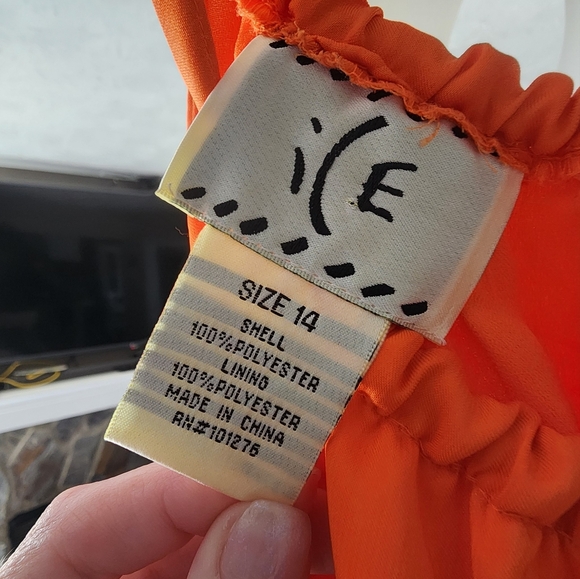 iCE
SIZE 14
SHELL
100%POLYESTER
LINING
100%POLYESTER
MADE IN CHINA
RN#101276